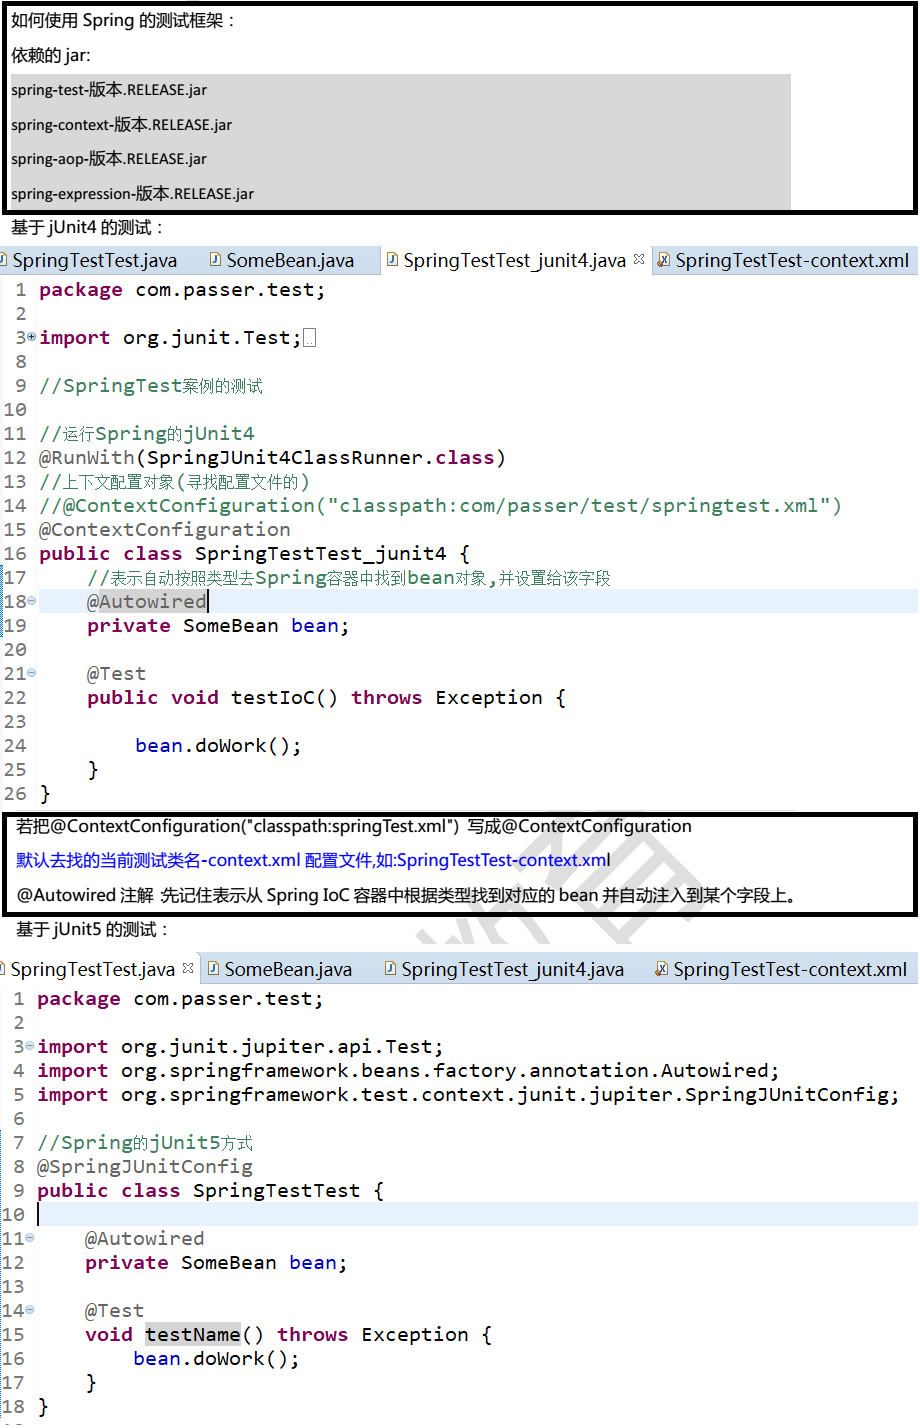 如何使用 Spring 的测试框架：
依赖的 jar:
spring-test-版本.RELEASE.jar
spring-context-版本.RELEASE.jar
spring-aop-版本.RELEASE.jar
spring-expression-版本.RELEASE.jar
基于 jUnit4 的测试：
SpringTestTest.java SomeBean.java SpringTestTest_junit4.java SpringTestTest-context.xml
1 package com.passer.test;
2
3 import org.junit.Test;
8
9 //SpringTest案例的测试
10
11 //运行Spring的jUnit4
12 @RunWith(SpringJUnit4ClassRunner.class)
13 //上下文配置对象(寻找配置文件的)
14 //@ContextConfiguration("classpath:com/passer/test/springtest.xml")
15 @ContextConfiguration
16 public class SpringTestTest_junit4 {
17 //表示自动按照类型去Spring容器中找到bean对象,并设置给该字段
18 @Autowired
19 private SomeBean bean;
20
21 @Test
22 public void testIoC() throws Exception {
23
24 bean.doWork();
25 }
26 }
若把@ContextConfiguration("classpath:springTest.xml") 写成@ContextConfiguration
默认去找的当前测试类名-context.xml 配置文件,如:SpringTestTest-context.xml
@Autowired 注解 先记住表示从 Spring IoC 容器中根据类型找到对应的 bean 并自动注入到某个字段上。
基于 jUnit5 的测试：
SpringTestTest.java SomeBean.java SpringTestTest_junit4.java SpringTestTest-context.xml
1 package com.passer.test;
2
3 import org.junit.jupiter.api.Test;
4 import org.springframework.beans.factory.annotation.Autowired;
5 import org.springframework.test.context.junit.jupiter.SpringJUnitConfig;
6
7 //Spring的jUnit5方式
8 @SpringJUnitConfig
9 public class SpringTestTest {
10
11 @Autowired
12 private SomeBean bean;
13
14 @Test
15 void testName() throws Exception {
16 bean.doWork();
17 }
18 }